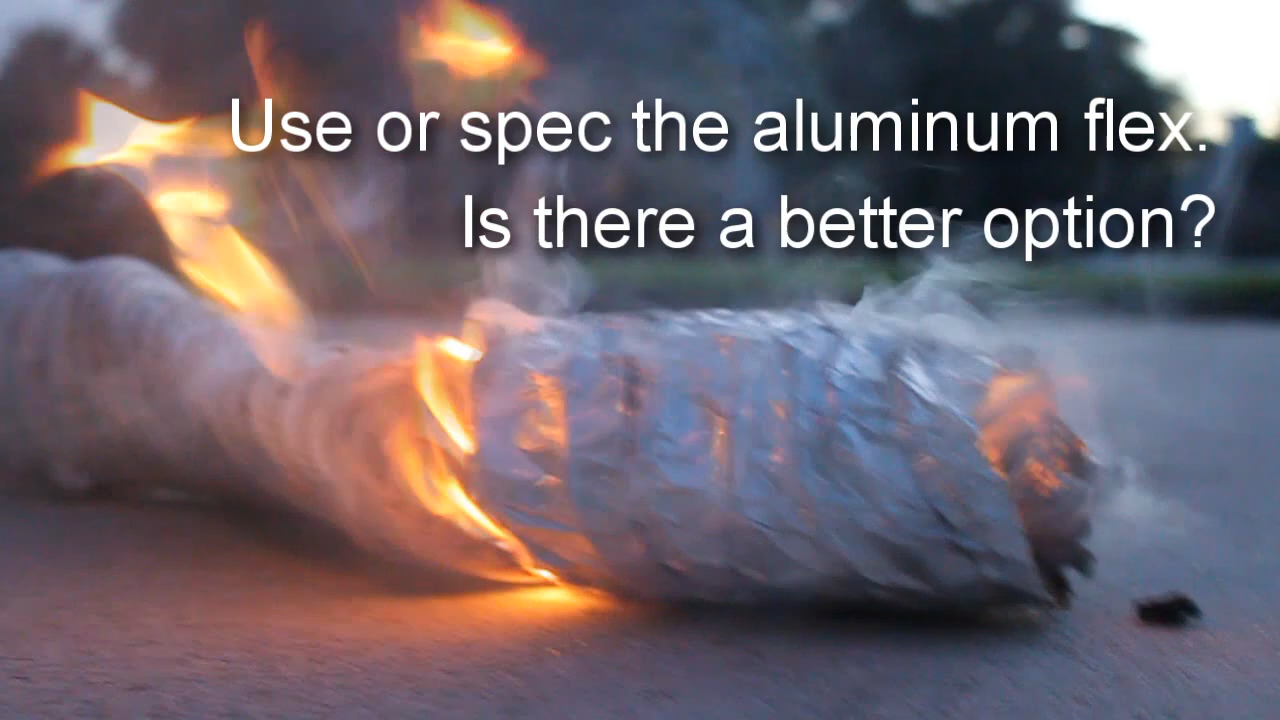 Use or spec the aluminum flex.
Is there a better option?